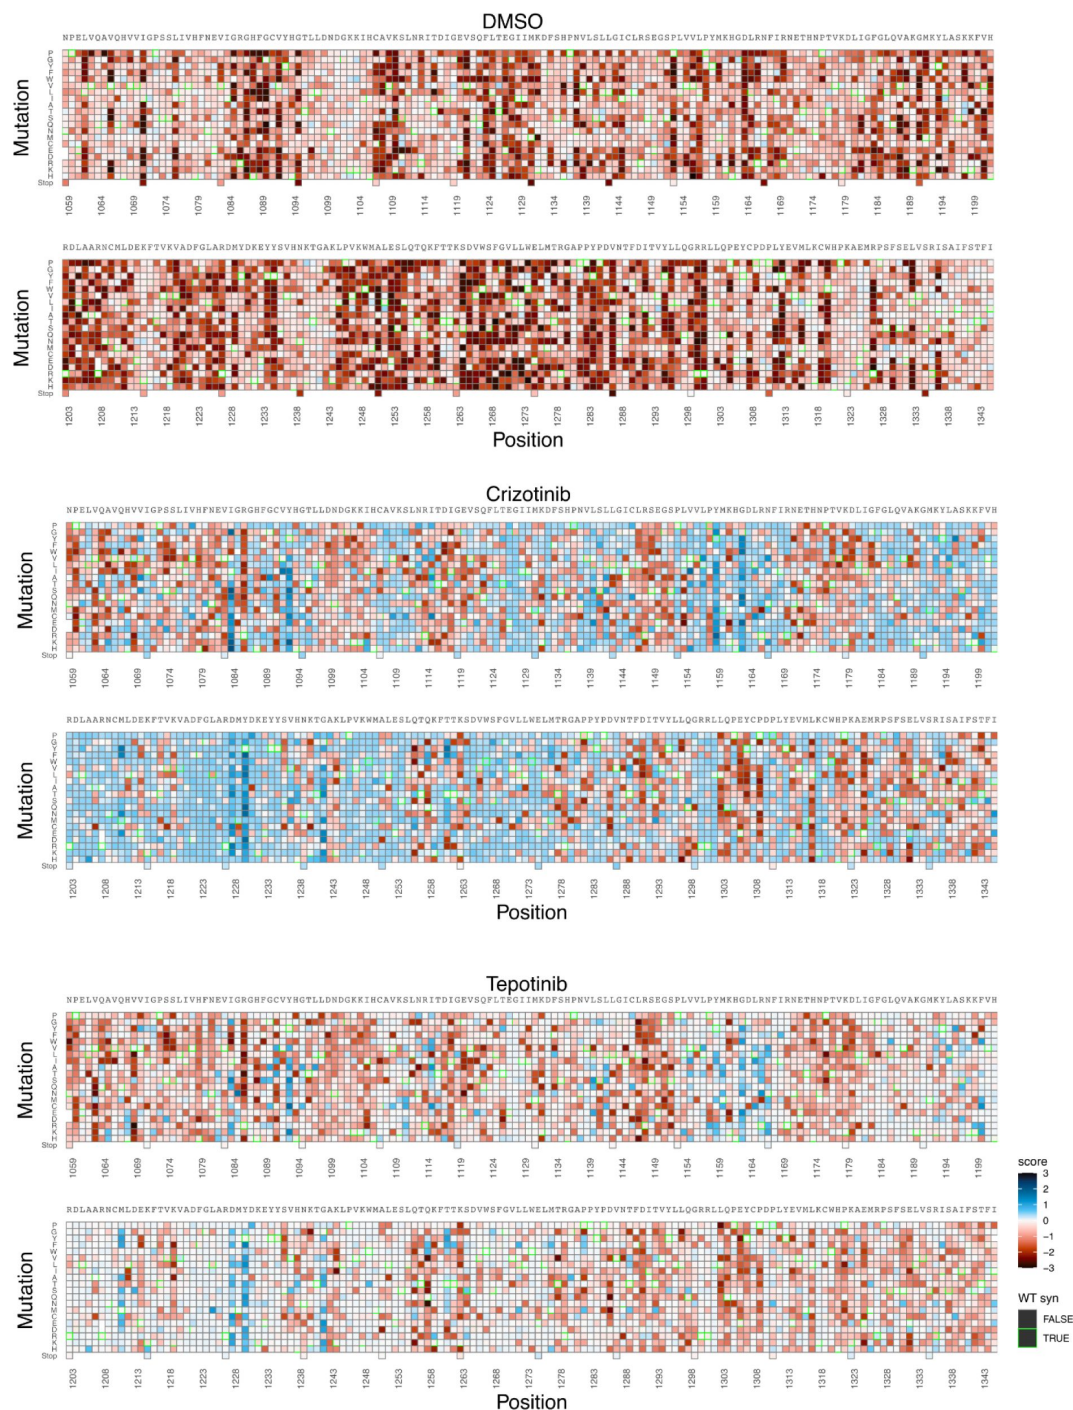 DMSO
NPELVQAVQHVVIGPSSLIVHFNEVIGRGHFGCVYHGTLLDNDGKKIHCAVKSLNRITDIGEVSQFLTEGIIMKDFSHPNVLSLLGICLRSEGSPLVVLPYMKHGDLRNFIRNETHNPTVKDLIGFGLQVAKGMKYLASKKFVH
Mutation
P
G
Y
F
W
V
L
I
A
T
S
Q
N
M
C
E
D
R
K
H
Stop
1059 1064 1069 1074 1079 1084 1089 1094 1099 1104 1109 1114 1119 1124 1129 1134 1139 1144 1149 1154 1159 1164 1169 1174 1179 1184 1189 1194 1199
RDLAARNCMLDEKFTVKVADFGLARDMYDKEYYSVHNKTGAKLPVKWMALESLQTQKFTTKSDVWSFGVLLWELMTRGAPPYPDVNTFDITVYLLQGRRLLQPEYCPDPLYEVMLKCWHPKAEMRPSFSELVSRISAIFSTFI
Mutation
P
G
Y
F
W
V
L
I
A
T
S
Q
N
M
C
E
D
R
K
H
Stop
1203 1208 1213 1218 1223 1228 1233 1238 1243 1248 1253 1258 1263 1268 1273 1278 1283 1288 1293 1298 1303 1308 1313 1318 1323 1328 1333 1338 1343
Position
Crizotinib
NPELVQAVQHVVIGPSSLIVHFNEVIGRGHFGCVYHGTLLDNDGKKIHCAVKSLNRITDIGEVSQFLTEGIIMKDFSHPNVLSLLGICLRSEGSPLVVLPYMKHGDLRNFIRNETHNPTVKDLIGFGLQVAKGMKYLASKKFVH
Mutation
P
G
Y
F
W
V
L
I
A
T
S
Q
N
M
C
E
D
R
K
H
Stop
1059 1064 1069 1074 1079 1084 1089 1094 1099 1104 1109 1114 1119 1124 1129 1134 1139 1144 1149 1154 1159 1164 1169 1174 1179 1184 1189 1194 1199
RDLAARNCMLDEKFTVKVADFGLARDMYDKEYYSVHNKTGAKLPVKWMALESLQTQKFTTKSDVWSFGVLLWELMTRGAPPYPDVNTFDITVYLLQGRRLLQPEYCPDPLYEVMLKCWHPKAEMRPSFSELVSRISAIFSTFI
Mutation
P
G
Y
F
W
V
L
I
A
T
S
Q
N
M
C
E
D
R
K
H
Stop
1203 1208 1213 1218 1223 1228 1233 1238 1243 1248 1253 1258 1263 1268 1273 1278 1283 1288 1293 1298 1303 1308 1313 1318 1323 1328 1333 1338 1343
Position
Tepotinib
NPELVQAVQHVVIGPSSLIVHFNEVIGRGHFGCVYHGTLLDNDGKKIHCAVKSLNRITDIGEVSQFLTEGIIMKDFSHPNVLSLLGICLRSEGSPLVVLPYMKHGDLRNFIRNETHNPTVKDLIGFGLQVAKGMKYLASKKFVH
Mutation
P
G
Y
F
W
V
L
I
A
T
S
Q
N
M
C
E
D
R
K
H
Stop
1059 1064 1069 1074 1079 1084 1089 1094 1099 1104 1109 1114 1119 1124 1129 1134 1139 1144 1149 1154 1159 1164 1169 1174 1179 1184 1189 1194 1199
RDLAARNCMLDEKFTVKVADFGLARDMYDKEYYSVHNKTGAKLPVKWMALESLQTQKFTTKSDVWSFGVLLWELMTRGAPPYPDVNTFDITVYLLQGRRLLQPEYCPDPLYEVMLKCWHPKAEMRPSFSELVSRISAIFSTFI
Mutation
P
G
Y
F
W
V
L
I
A
T
S
Q
N
M
C
E
D
R
K
H
Stop
1203 1208 1213 1218 1223 1228 1233 1238 1243 1248 1253 1258 1263 1268 1273 1278 1283 1288 1293 1298 1303 1308 1313 1318 1323 1328 1333 1338 1343
Position
score
3
2
1
0
−1
−2
−3
WT syn
FALSE
TRUE